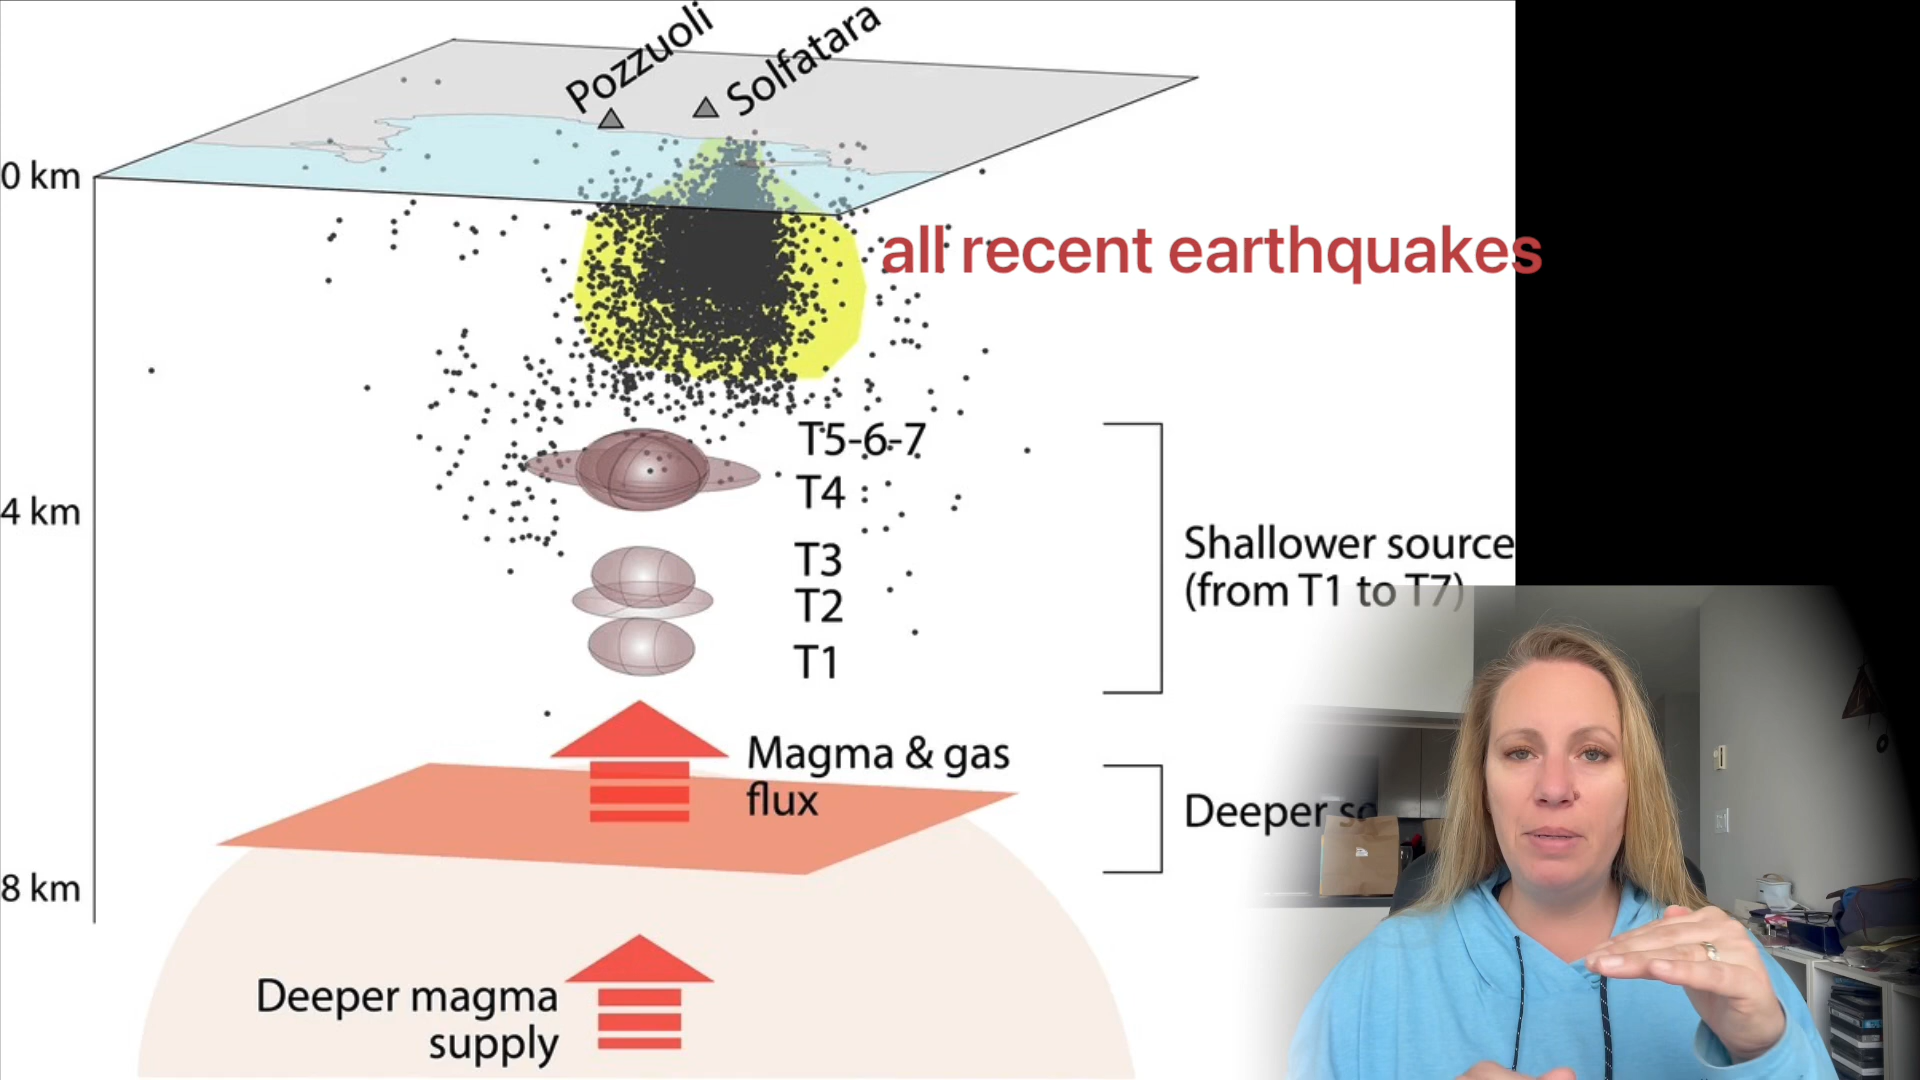 Pozzuoli
Solfatara
0 km
all recent earthquakes
T5-6-7
4 km
T4
T3
T2
T1
Shallower source
(from T1 to T7)
Magma & gas
flux
Deeper
8 km
Deeper magma
supply